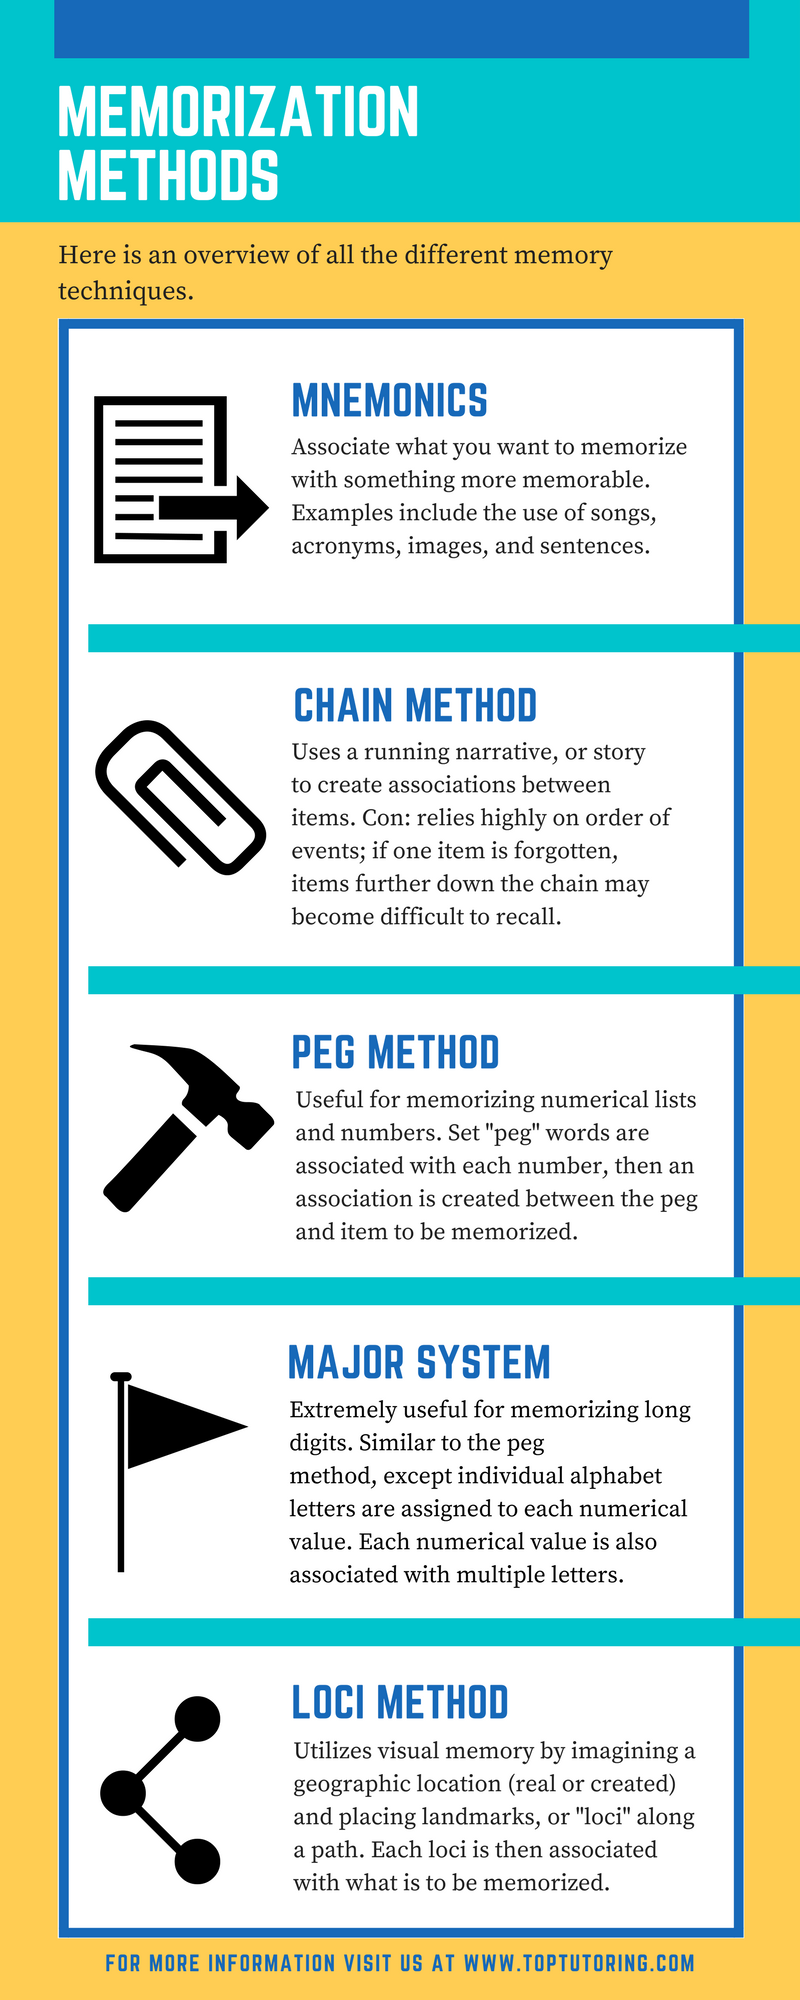 MEMORIZATION
METHODS
Here is an overview of all the different memory
techniques.
MNEMONICS
Associate what you want to memorize
with something more memorable.
Examples include the use of songs,
acronyms, images, and sentences.
CHAIN METHOD
Uses a running narrative, or story
to create associations between
items. Con: relies highly on order of
events; if one item is forgotten,
items further down the chain may
become difficult to recall.
PEG METHOD
Useful for memorizing numerical lists
and numbers. Set "peg" words are
associated with each number, then an
association is created between the peg
and item to be memorized.
MAJOR SYSTEM
Extremely useful for memorizing long
digits. Similar to the peg
method, except individual alphabet
letters are assigned to each numerical
value. Each numerical value is also
associated with multiple letters.
LOCI METHOD
Utilizes visual memory by imagining a
geographic location (real or created)
and placing landmarks, or "loci" along
a path. Each loci is then associated
with what is to be memorized.
FOR MORE INFORMATION VISIT US AT WWW.TOPTUTORING.COM